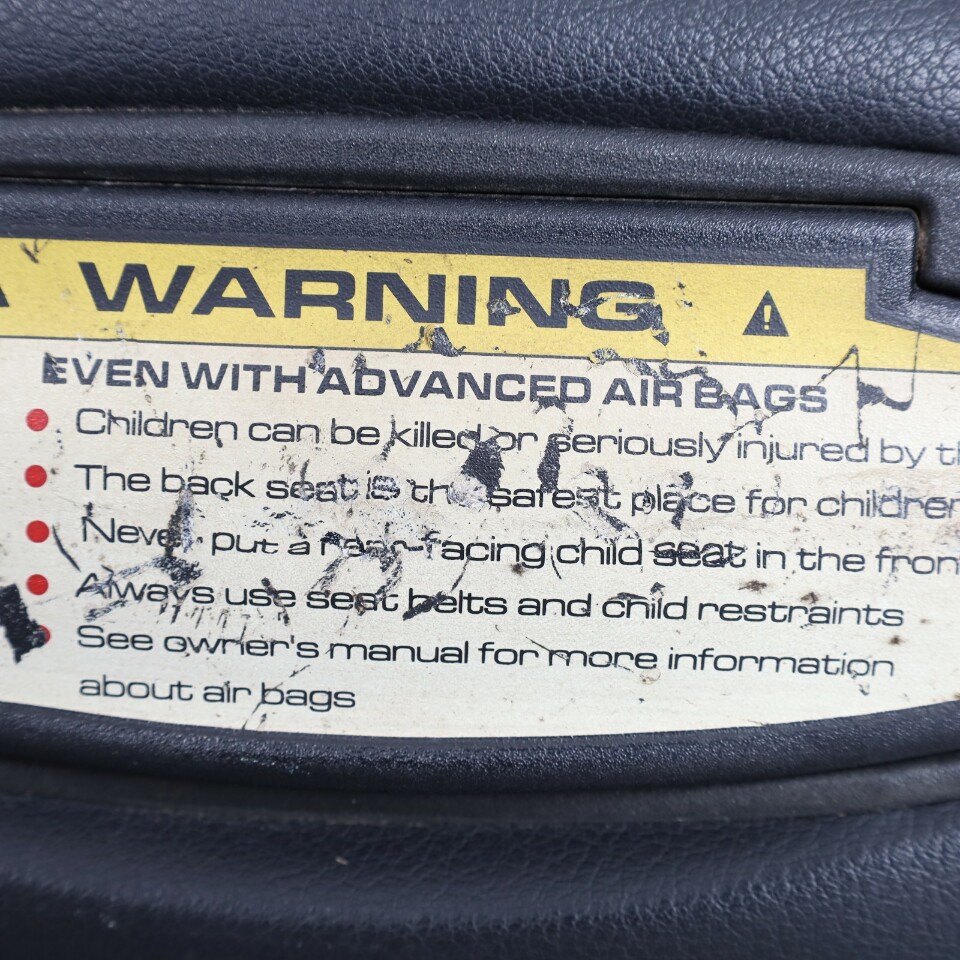 WARNING
EVEN WITH ADVANCED AIR BAGS
Children can be killed or seriously injured by th
The back seat is the safest place for children
Never put a rear-facing child seat in the fron
Always use seat belts and child restraints
See owner's manual for more information
about air bags